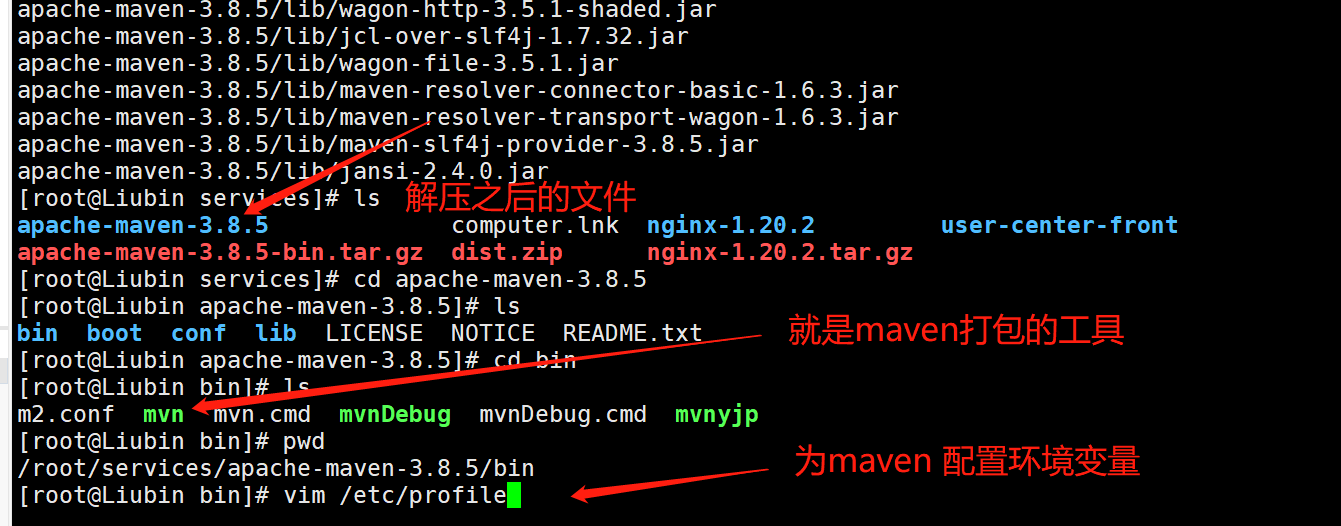 apache-maven-3.8.5/lib/wagon-http-3.5.1-shaded.jar
apache-maven-3.8.5/lib/jcl-over-slf4j-1.7.32.jar
apache-maven-3.8.5/lib/wagon-file-3.5.1.jar
apache-maven-3.8.5/lib/maven-resolver-connector-basic-1.6.3.jar
apache-maven-3.8.5/lib/maven-resolver-transport-wagon-1.6.3.jar
apache-maven-3.8.5/lib/maven-slf4j-provider-3.8.5.jar
apache-maven-3.8.5/lib/jansi-2.4.0.jar
[root@Liubin services]# ls 解压之后的文件
apache-maven-3.8.5 computer.lnk nginx-1.20.2 user-center-front
apache-maven-3.8.5-bin.tar.gz dist.zip nginx-1.20.2.tar.gz
[root@Liubin services]# cd apache-maven-3.8.5
[root@Liubin apache-maven-3.8.5]# ls
bin boot conf lib LICENSE NOTICE README.txt 就是maven打包的工具
[root@Liubin apache-maven-3.8.5]# cd bin
[root@Liubin bin]# ls
m2.conf mvn mvn.cmd mvnDebug mvnDebug.cmd mvnyjp
[root@Liubin bin]# pwd
/root/services/apache-maven-3.8.5/bin 为maven 配置环境变量
[root@Liubin bin]# vim /etc/profile